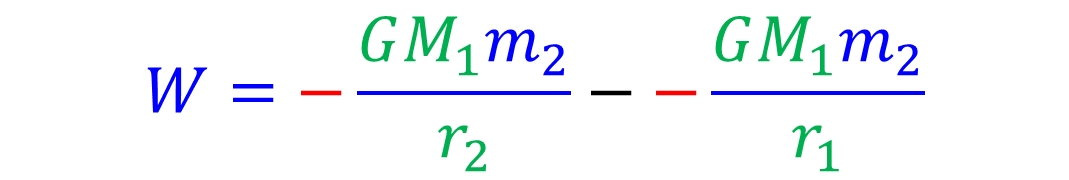 W = − GM₁m₂/r₂ − − GM₁m₂/r₁